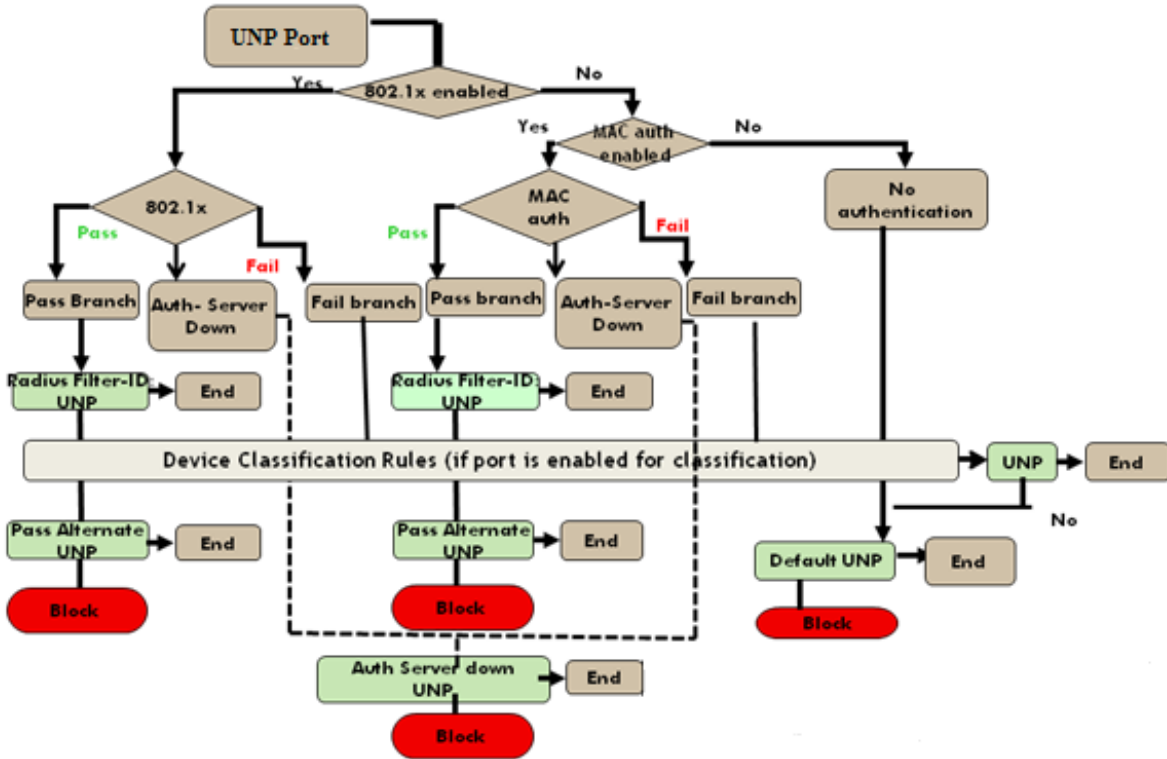 UNP Port
802.1x enabled
Yes
No
MAC auth
enabled
Yes
No
802.1x
MAC
auth
No
authentication
Pass
Fail
Pass
Fail
Pass Branch
Auth- Server
Down
Fail branch
Pass branch
Auth-Server
Down
Fail branch
Radius Filter-ID:
UNP
End
Radius Filter-ID:
UNP
End
Device Classification Rules (if port is enabled for classification)
UNP
End
No
Pass Alternate
UNP
End
Pass Alternate
UNP
End
Default UNP
End
Block
Block
Block
Auth Server down
UNP
End
Block